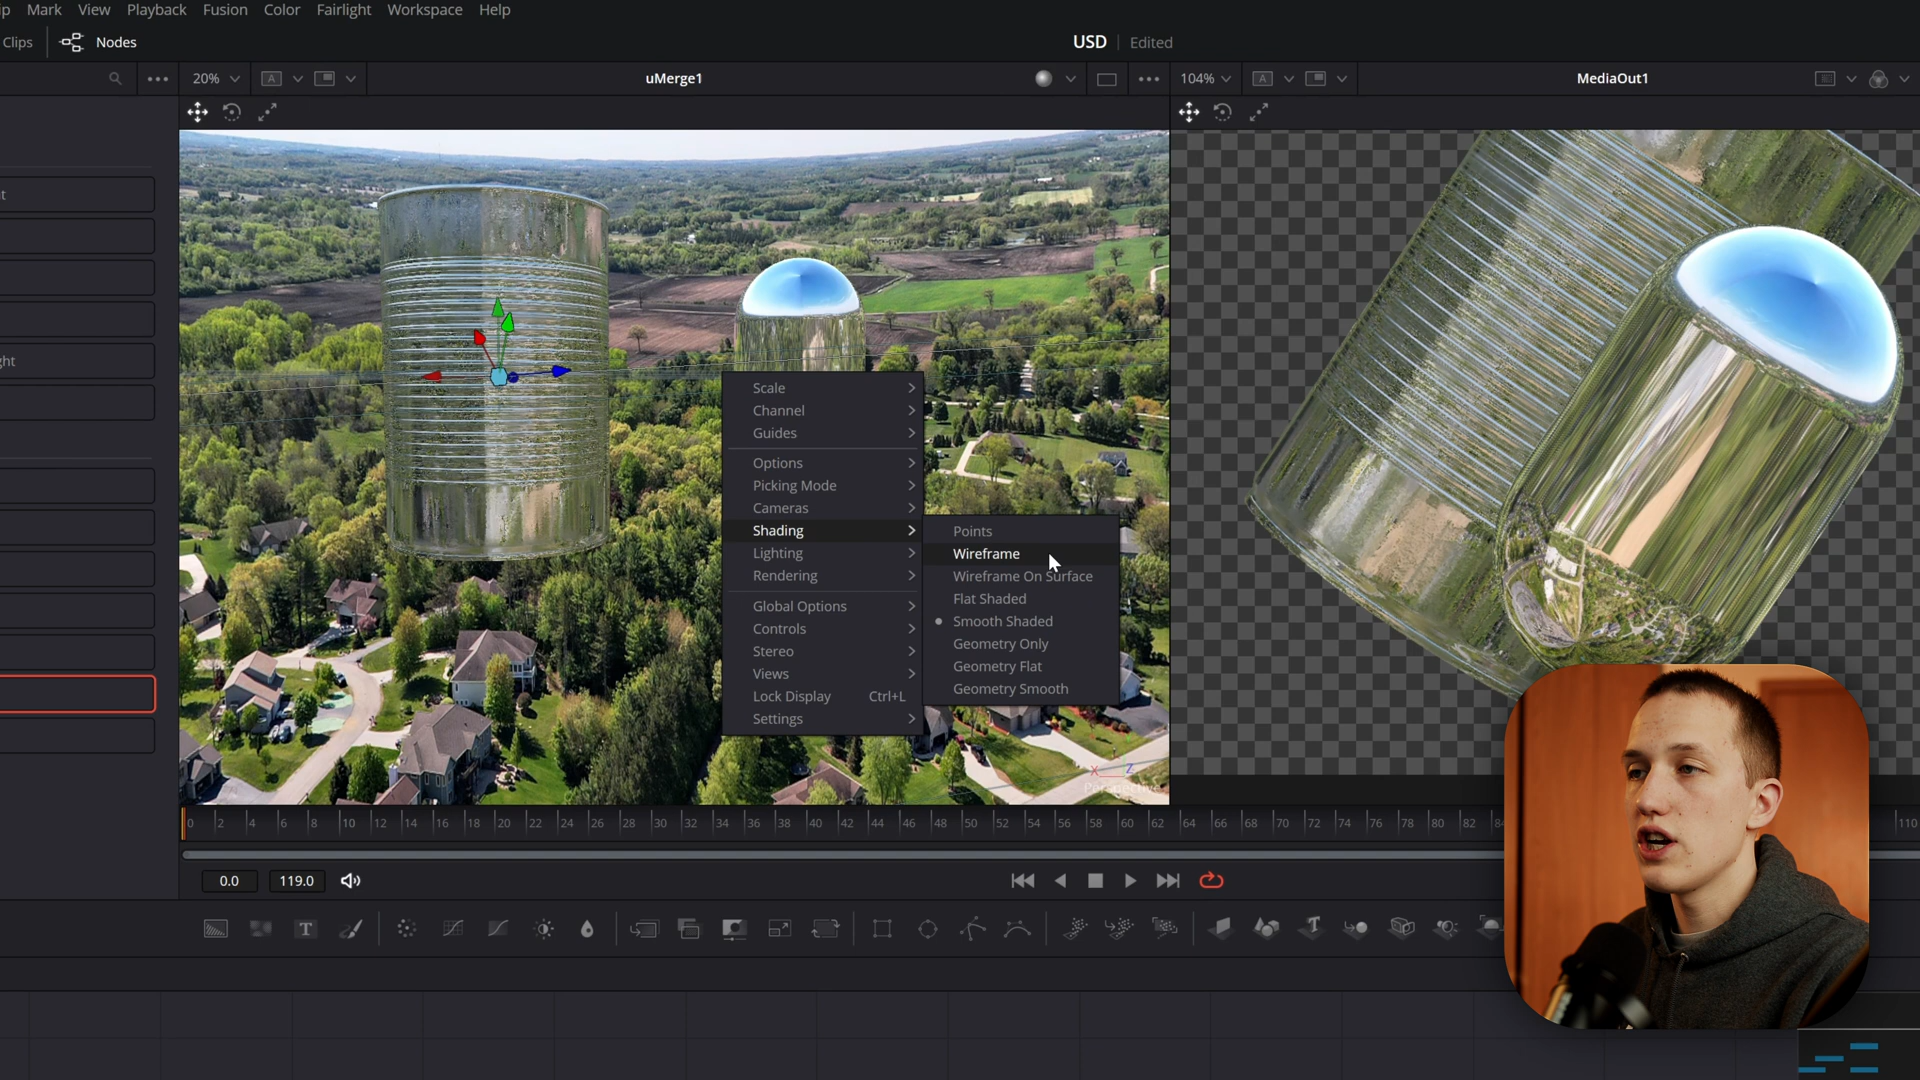 ip Mark View Playback Fusion Color Fairlight Workspace Help
Clips Nodes USD Edited
20% A uMerge1 104% A MediaOut1
t
ght
Scale
Channel
Guides
Options
Picking Mode
Cameras
Shading
Lighting
Rendering
Global Options
Controls
Stereo
Views
Lock Display Ctrl+L
Settings
Points
Wireframe
Wireframe On Surface
Flat Shaded
Smooth Shaded
Geometry Only
Geometry Flat
Geometry Smooth
X Z
Perspective
0 2 4 6 8 10 12 14 16 18 20 22 24 26 28 30 32 34 36 38 40 42 44 46 48 50 52 54 56 58 60 62 64 66 68 70 72 74 76 78 80 82 84 110
0.0 119.0
T T